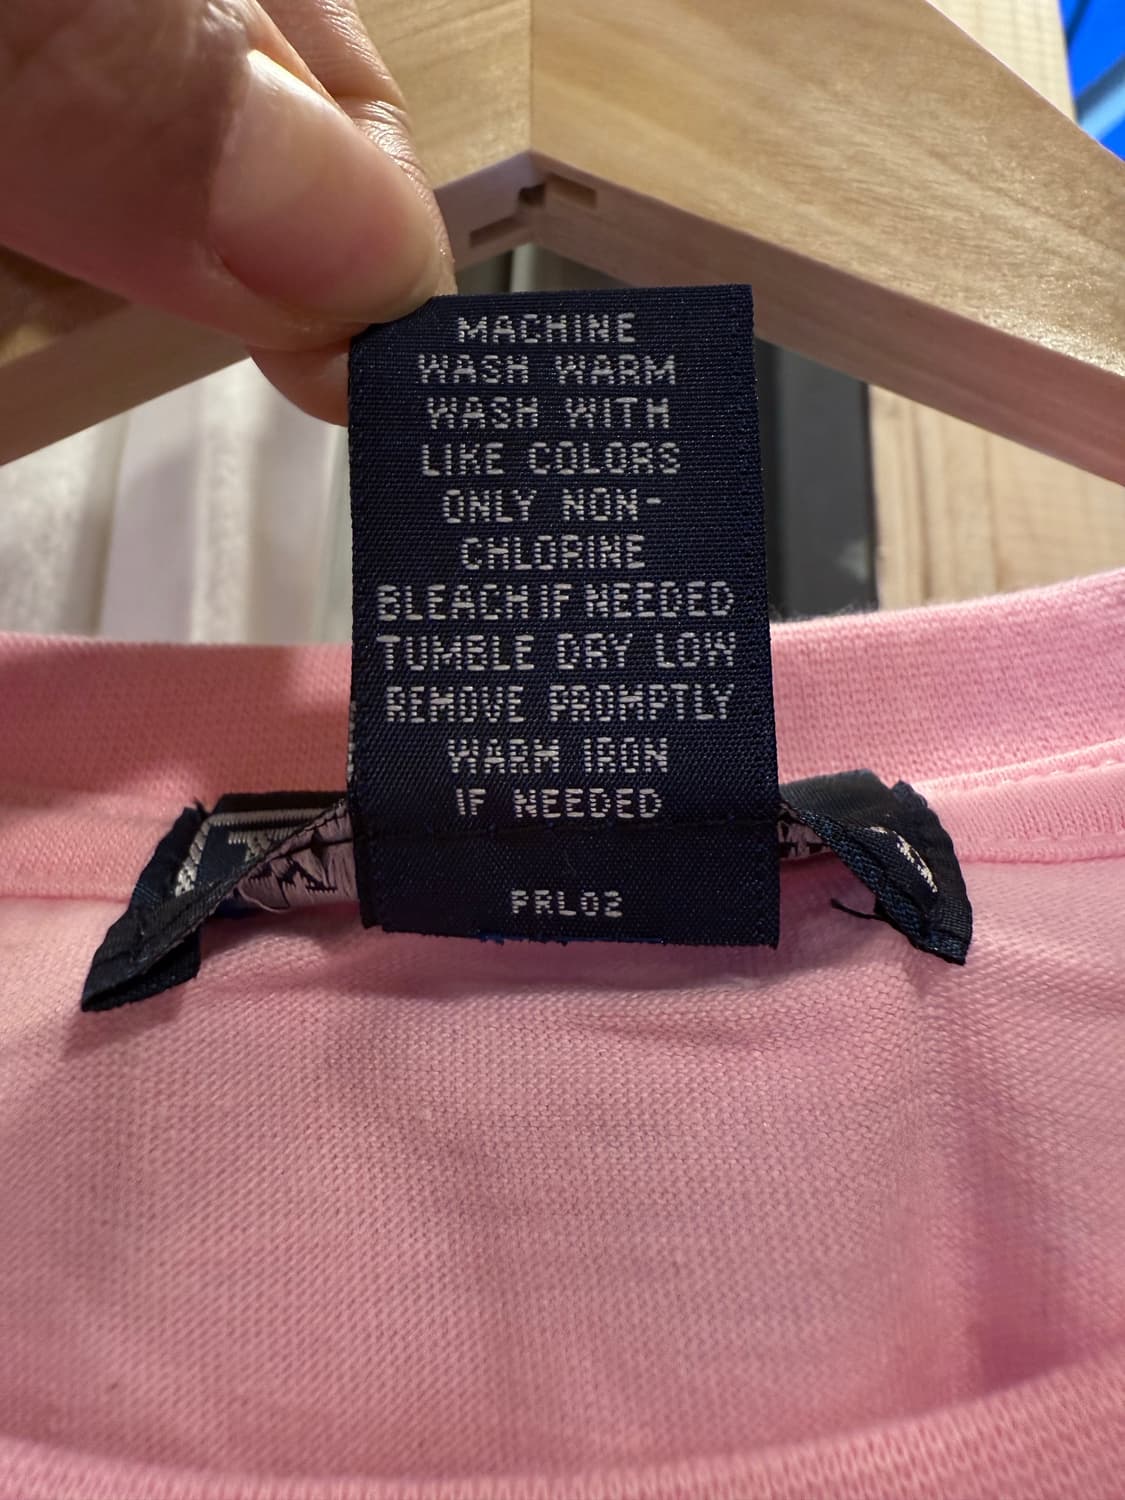 MACHINE
WASH WARM
WASH WITH
LIKE COLORS
ONLY NON-
CHLORINE
BLEACH IF NEEDED
TUMBLE DRY LOW
REMOVE PROMPTLY
WARM IRON
IF NEEDED
PRL02